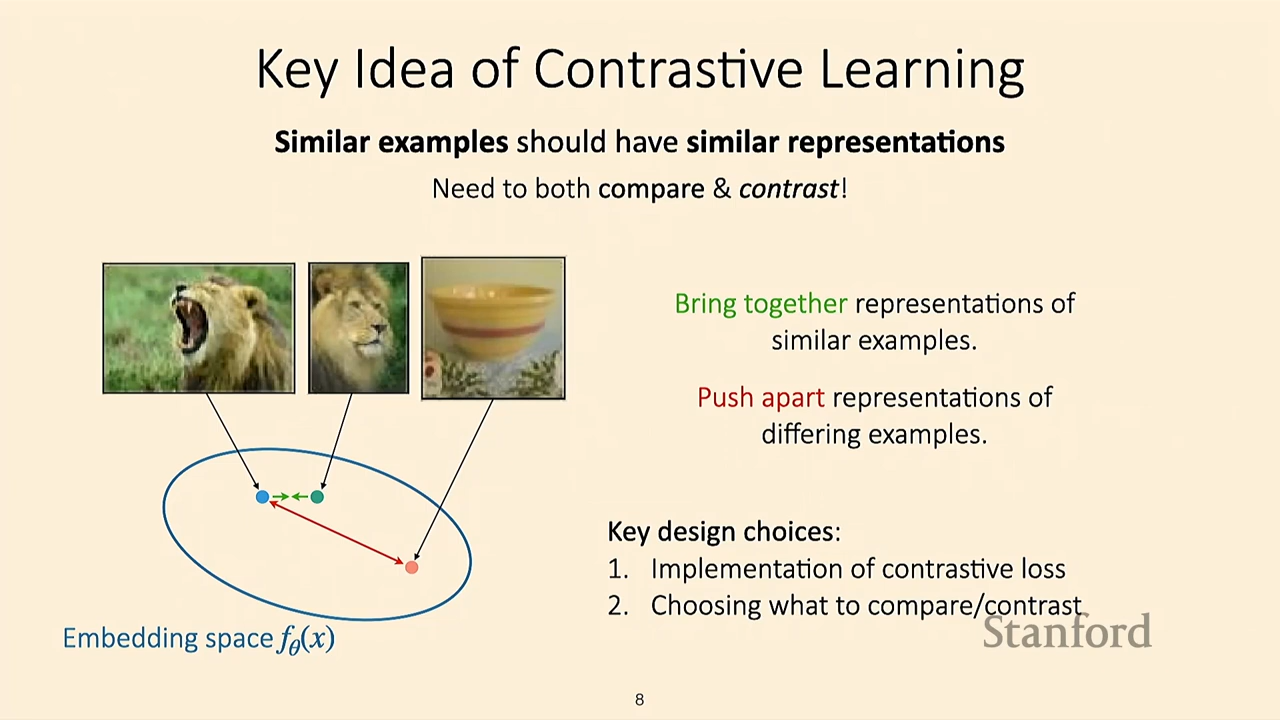 Key Idea of Contrastive Learning
Similar examples should have similar representations
Need to both compare & contrast!
Bring together representations of
similar examples.
Push apart representations of
differing examples.
Key design choices:
1. Implementation of contrastive loss
2. Choosing what to compare/contrast
Embedding space fθ(x)
Stanford
8